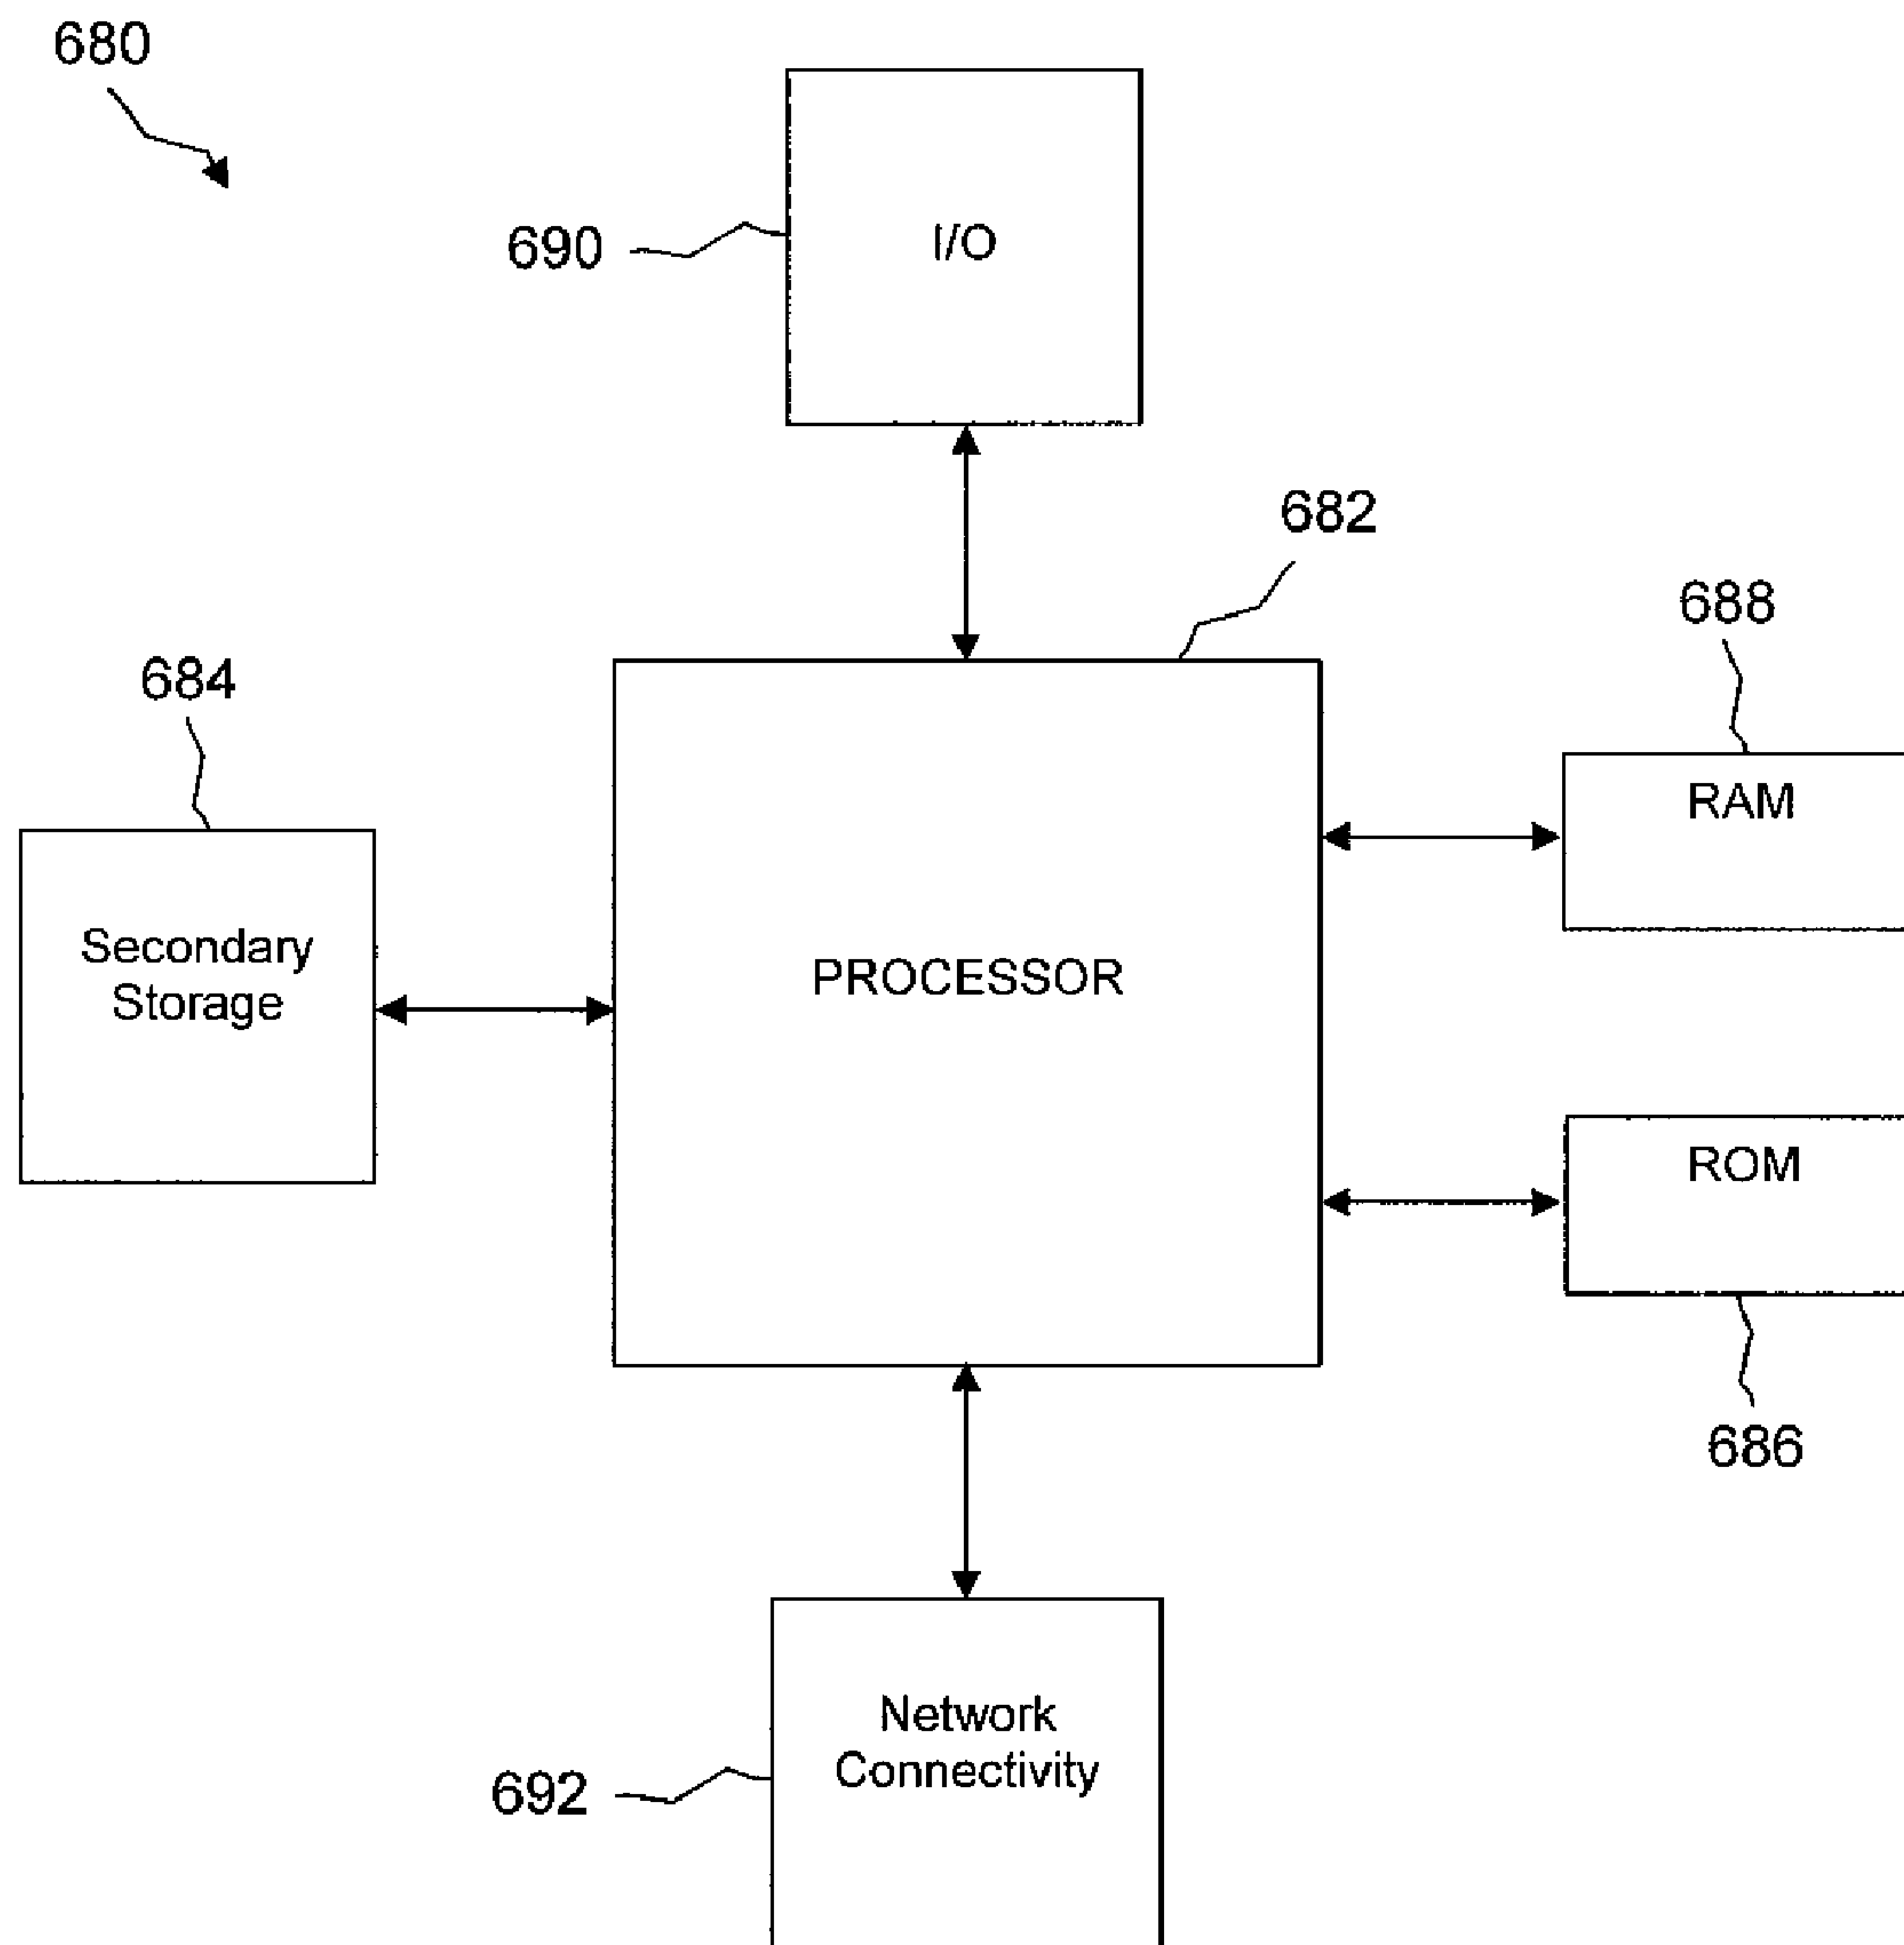 680
690
I/O
682
688
684
RAM
Secondary
Storage
PROCESSOR
ROM
686
Network
Connectivity
692